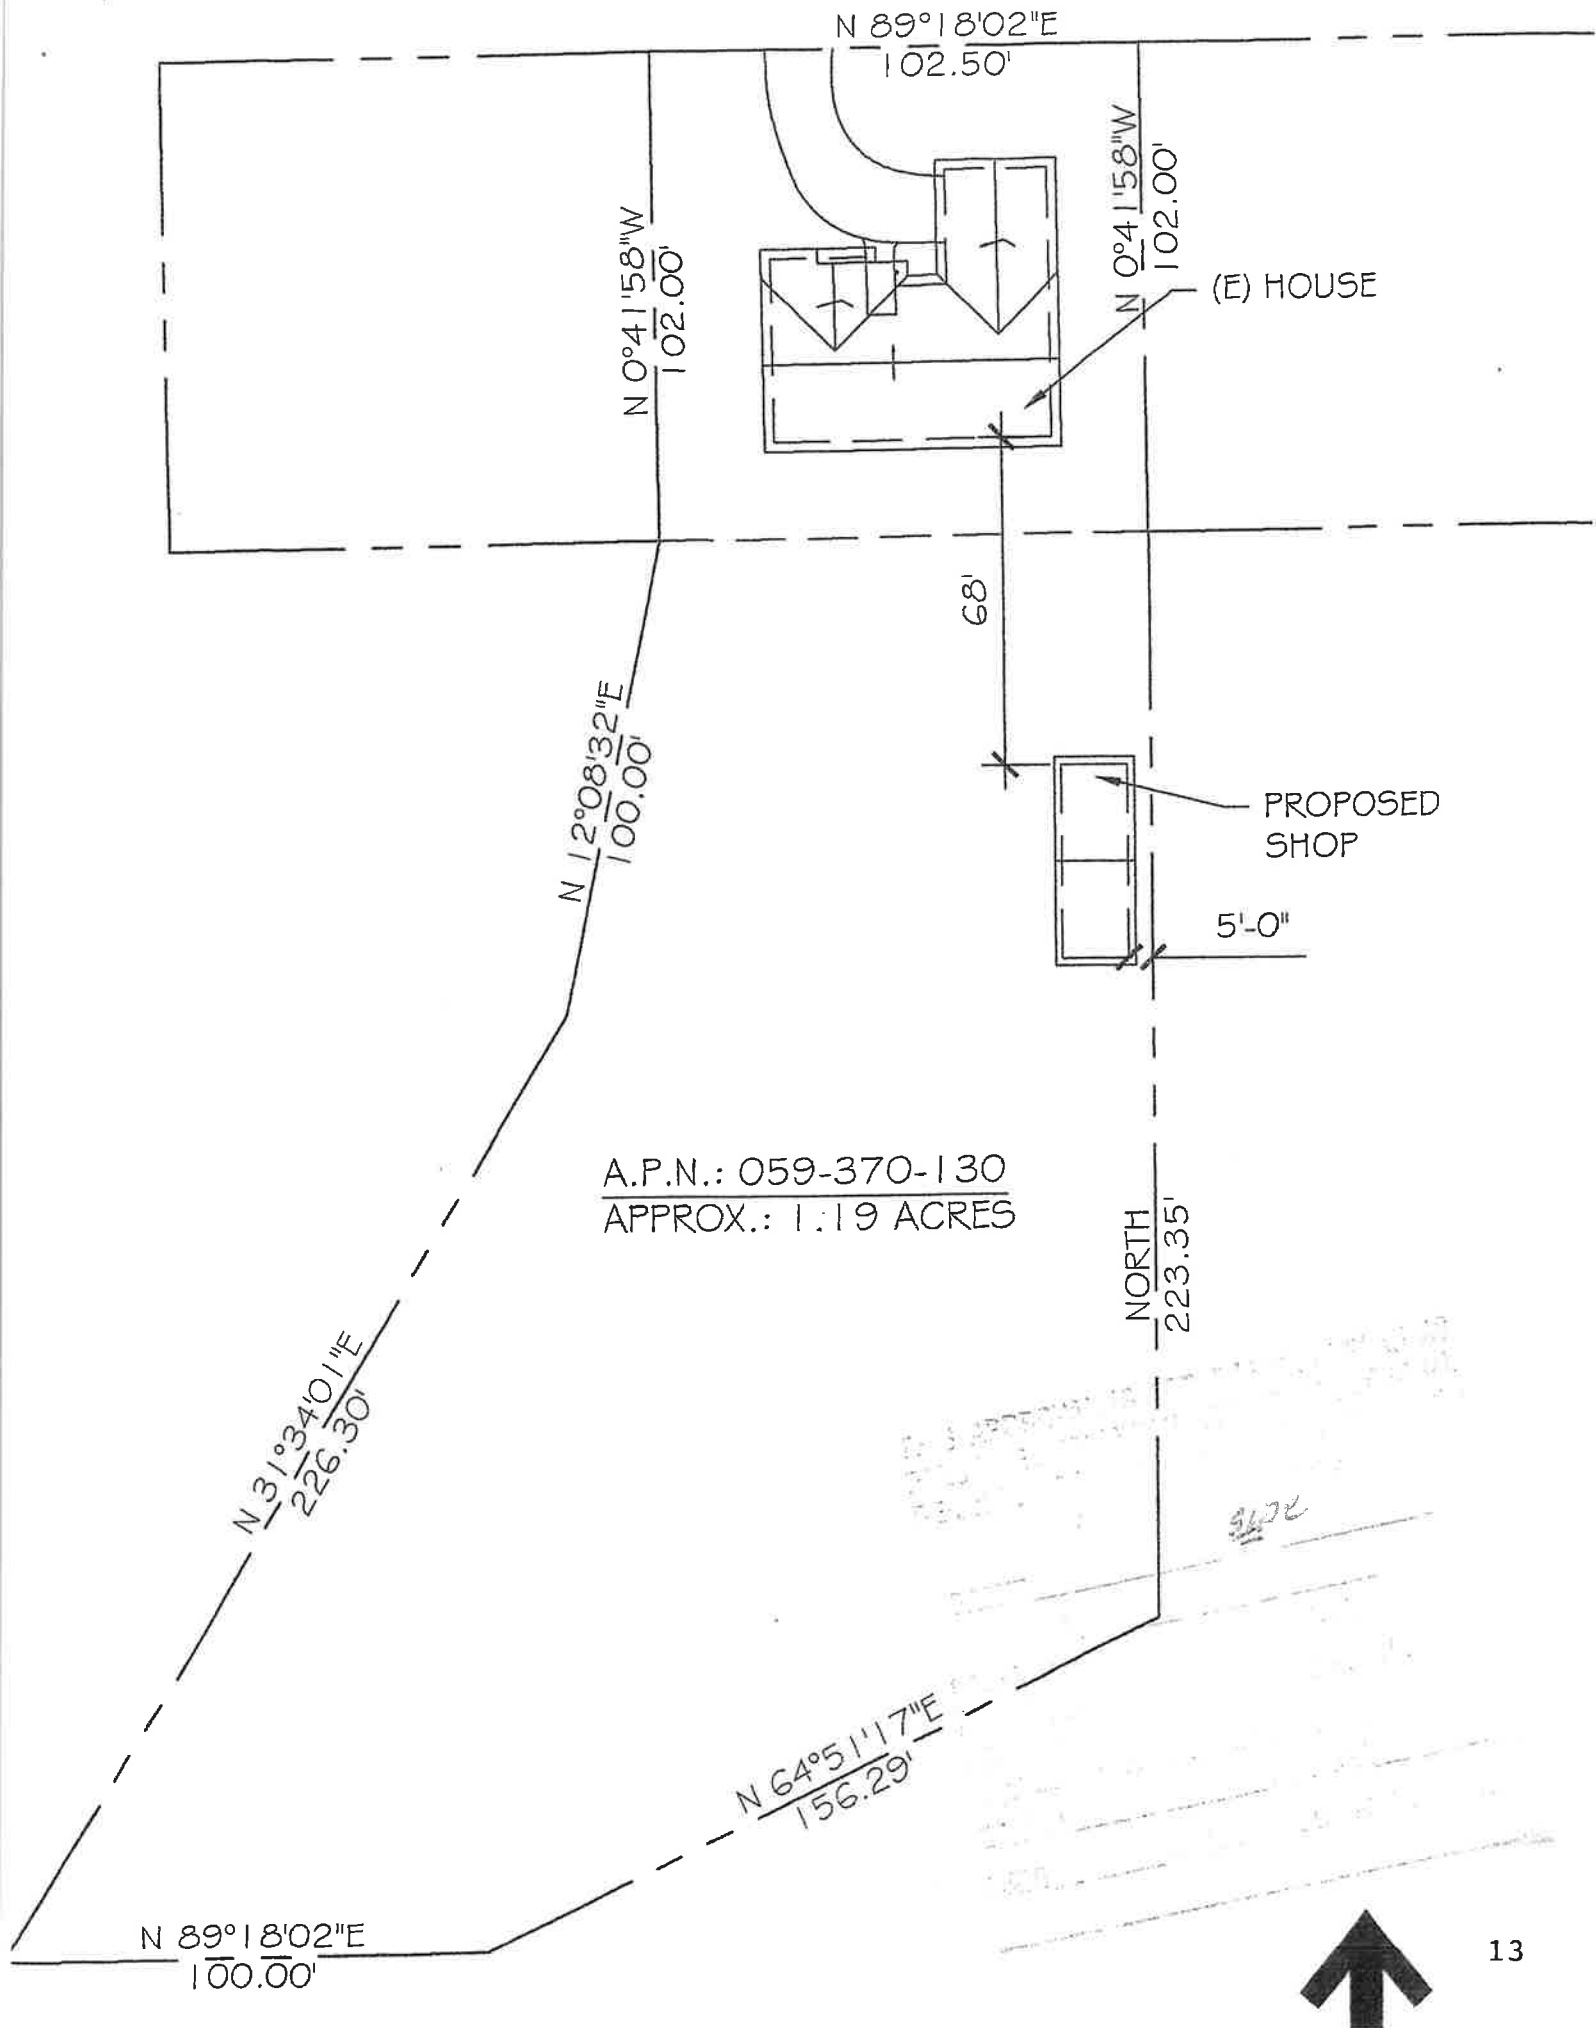 N 89°18'02"E
102.50'
N 0°41'58"W
102.00'
N 0°41'58"W
102.00'
(E) HOUSE
68'
N 12°08'32"E
100.00'
PROPOSED
SHOP
5'-0"
A.P.N.: 059-370-130
APPROX.: 1.19 ACRES
NORTH
223.35'
N 31°34'01"E
226.30'
N 64°51'17"E
156.29'
N 89°18'02"E
100.00'
13